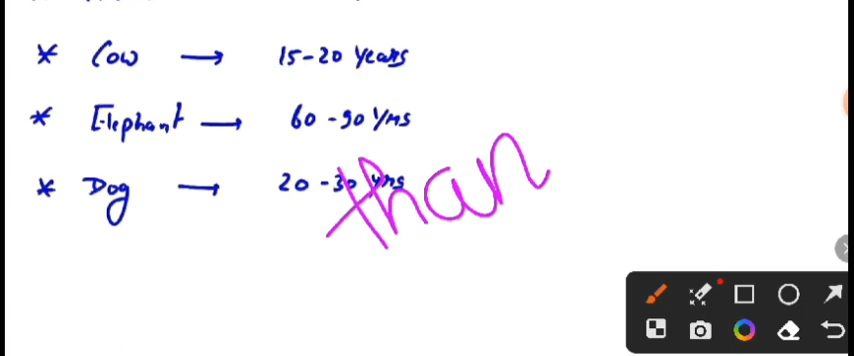 * Cow → 15-20 years
* Elephant → 60-90 yrs
* Dog → 20-30 yrs
than